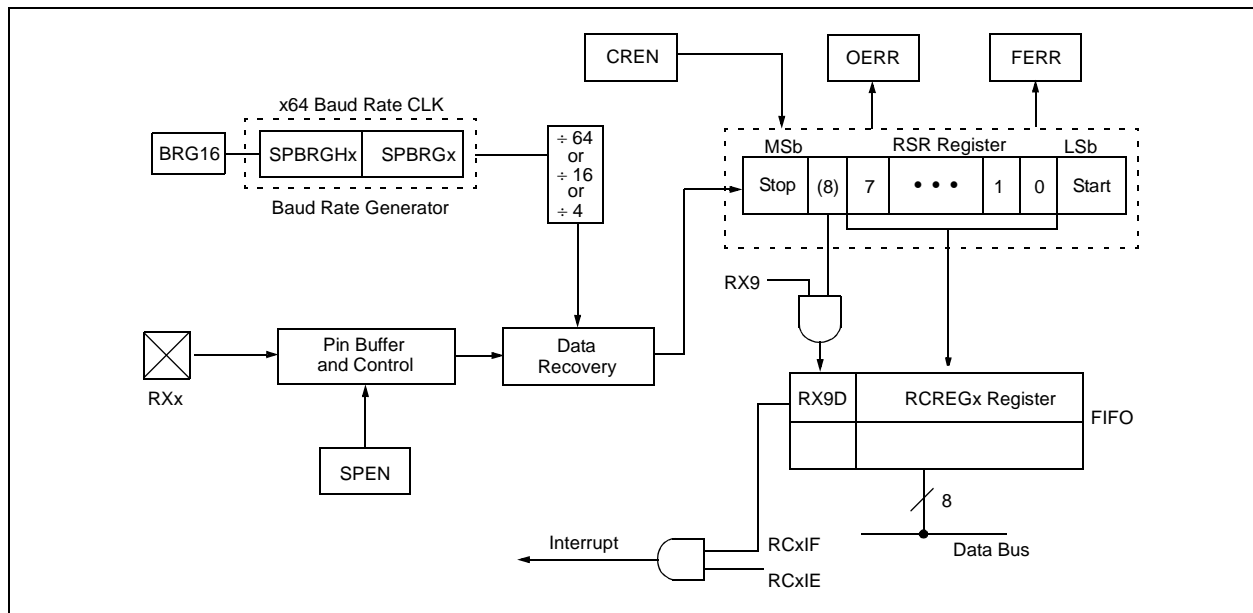 CREN
OERR
FERR
x64 Baud Rate CLK
BRG16
SPBRGHx
SPBRGx
Baud Rate Generator
÷ 64
or
÷ 16
or
÷ 4
MSb
RSR Register
LSb
Stop
(8)
7
• • •
1
0
Start
RX9
RXx
Pin Buffer
and Control
Data
Recovery
SPEN
RX9D
RCREGx Register
FIFO
8
Data Bus
Interrupt
RCxIF
RCxIE